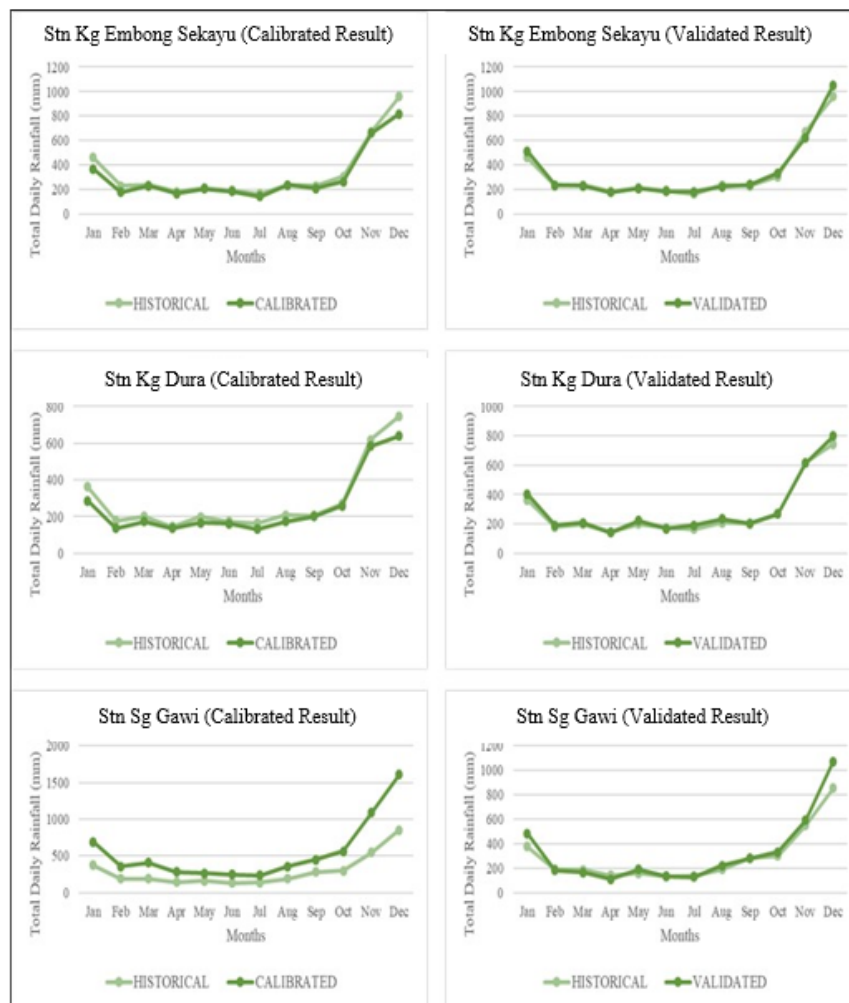 Stn Kg Embong Sekayu (Calibrated Result)
Total Daily Rainfall (mm)
1200
1000
800
600
400
200
0
Jan Feb Mar Apr May Jun Jul Aug Sep Oct Nov Dec
Months
HISTORICAL CALIBRATED
Stn Kg Embong Sekayu (Validated Result)
Total Daily Rainfall (mm)
1200
1000
800
600
400
200
0
Jan Feb Mar Apr May Jun Jul Aug Sep Oct Nov Dec
Months
HISTORICAL VALIDATED
Stn Kg Dura (Calibrated Result)
Total Daily Rainfall (mm)
800
600
400
200
0
Jan Feb Mar Apr May Jun Jul Aug Sep Oct Nov Dec
Months
HISTORICAL CALIBRATED
Stn Kg Dura (Validated Result)
Total Daily Rainfall (mm)
1000
800
600
400
200
0
Jan Feb Mar Apr May Jun Jul Aug Sep Oct Nov Dec
Months
HISTORICAL VALIDATED
Stn Sg Gawi (Calibrated Result)
Total Daily Rainfall (mm)
2000
1500
1000
500
0
Jan Feb Mar Apr May Jun Jul Aug Sep Oct Nov Dec
Months
HISTORICAL CALIBRATED
Stn Sg Gawi (Validated Result)
Total Daily Rainfall (mm)
1200
1000
800
600
400
200
0
Jan Feb Mar Apr May Jun Jul Aug Sep Oct Nov Dec
Months
HISTORICAL VALIDATED